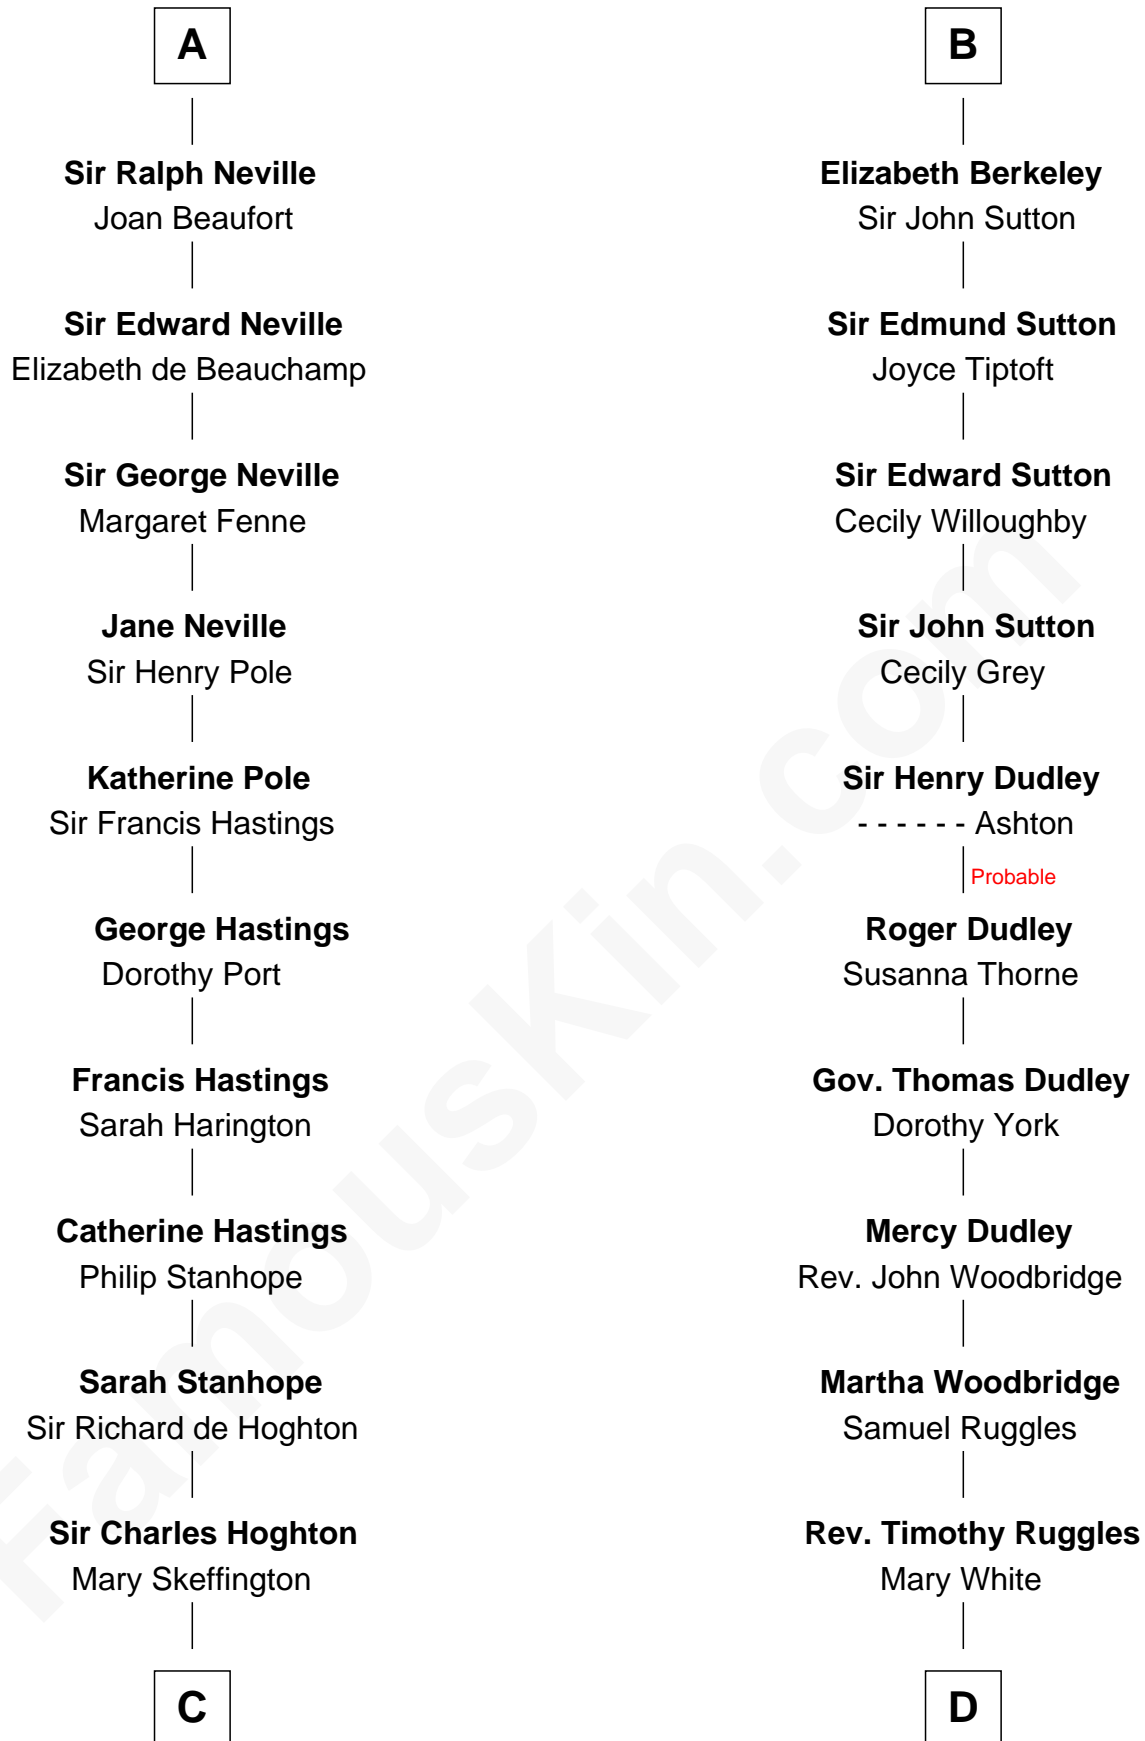 A
Sir Ralph Neville
Joan Beaufort
Sir Edward Neville
Elizabeth de Beauchamp
Sir George Neville
Margaret Fenne
Jane Neville
Sir Henry Pole
Katherine Pole
Sir Francis Hastings
George Hastings
Dorothy Port
Francis Hastings
Sarah Harington
Catherine Hastings
Philip Stanhope
Sarah Stanhope
Sir Richard de Hoghton
Sir Charles Hoghton
Mary Skeffington
C
B
Elizabeth Berkeley
Sir John Sutton
Sir Edmund Sutton
Joyce Tiptoft
Sir Edward Sutton
Cecily Willoughby
Sir John Sutton
Cecily Grey
Sir Henry Dudley
- - - - - - Ashton
Probable
Roger Dudley
Susanna Thorne
Gov. Thomas Dudley
Dorothy York
Mercy Dudley
Rev. John Woodbridge
Martha Woodbridge
Samuel Ruggles
Rev. Timothy Ruggles
Mary White
D
FamousKin.com